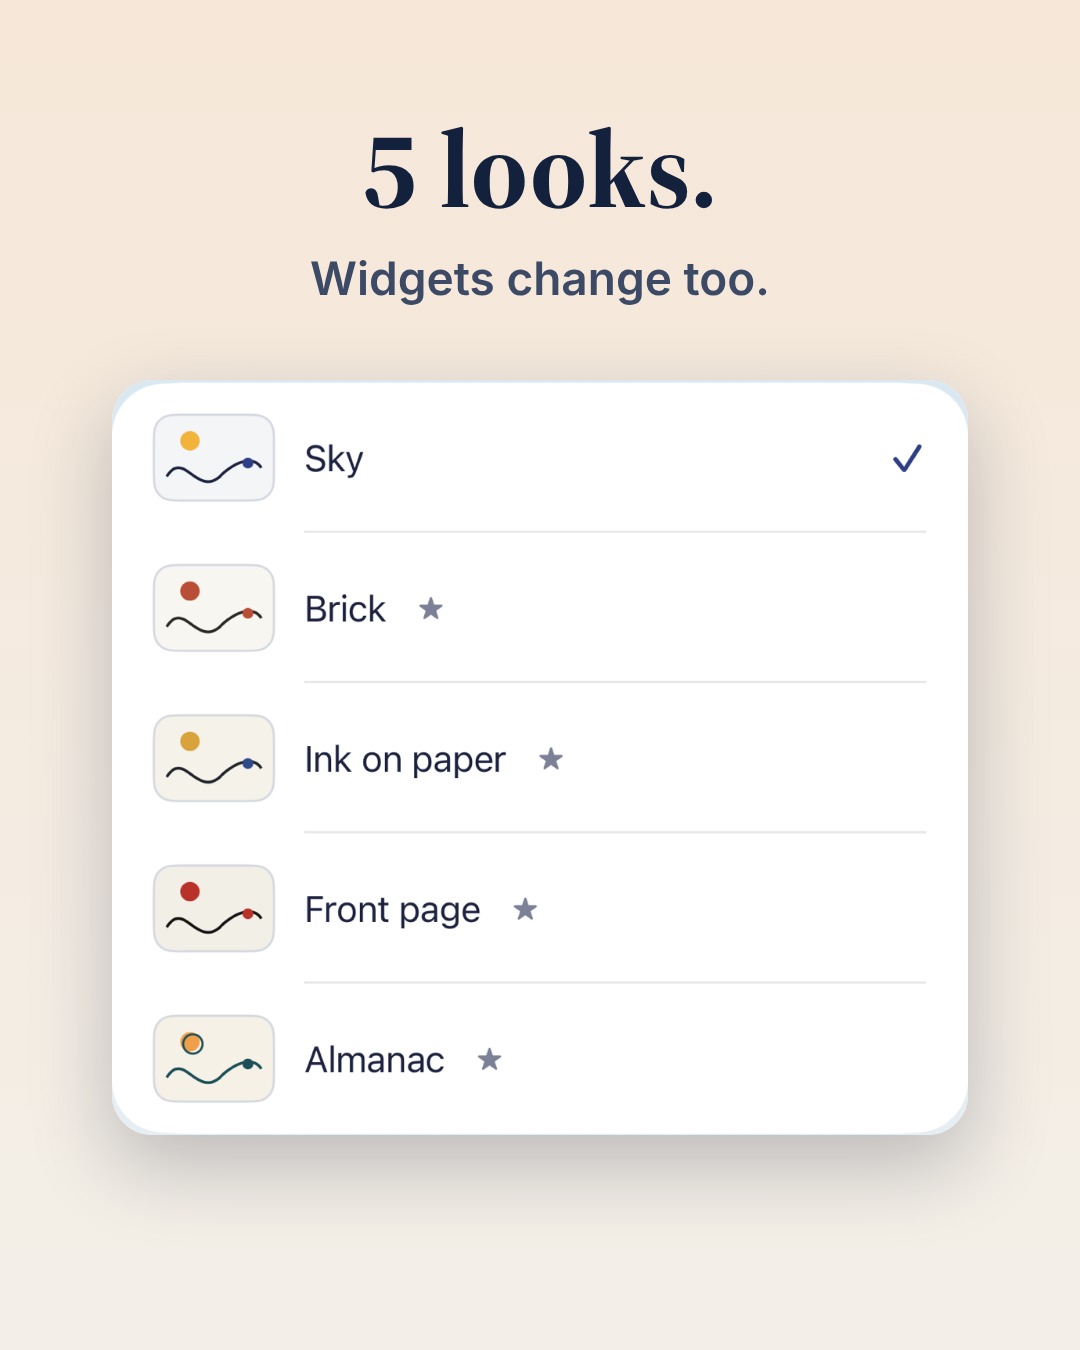 5 looks.
Widgets change too.
Sky
Brick
Ink on paper
Front page
Almanac